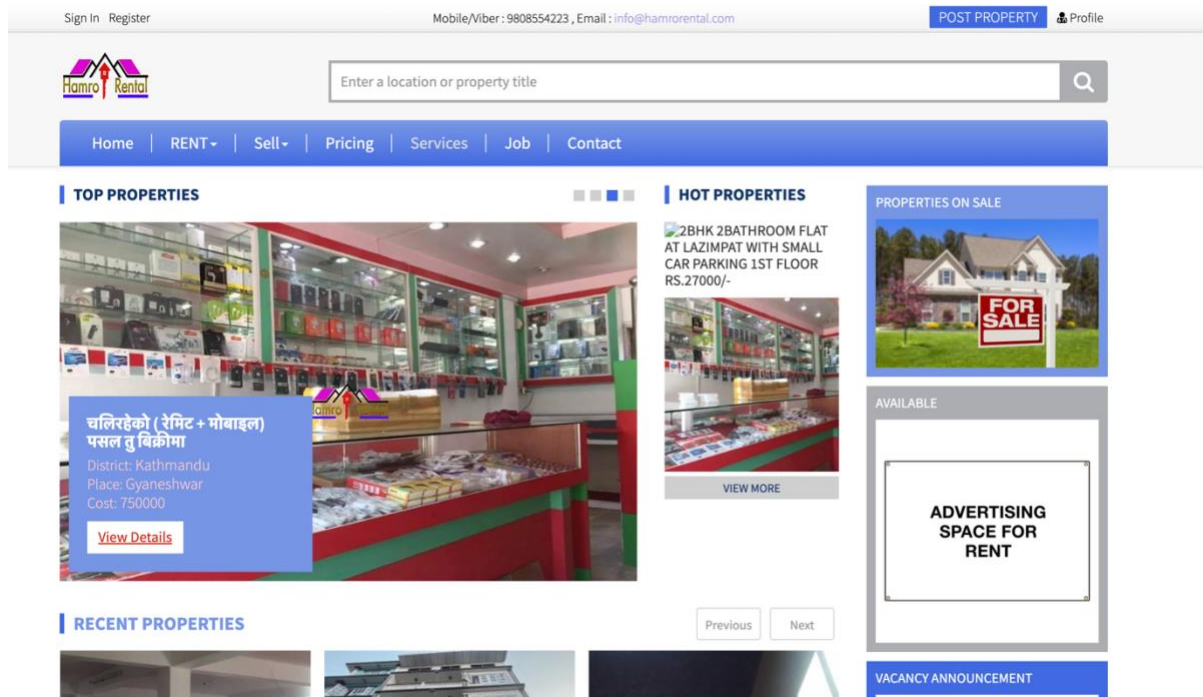 Sign In Register
Mobile/Viber : 9808554223 , Email : info@hamrorental.com
POST PROPERTY
Profile
Hamro Rental
Enter a location or property title
Home
RENT
Sell
Pricing
Services
Job
Contact
TOP PROPERTIES
चलिरहेको ( रेमिट + मोबाइल)
पसल तु बिक्रीमा
District: Kathmandu
Place: Gyaneshwar
Cost: 750000
View Details
HOT PROPERTIES
2BHK 2BATHROOM FLAT
AT LAZIMPAT WITH SMALL
CAR PARKING 1ST FLOOR
RS.27000/-
VIEW MORE
PROPERTIES ON SALE
FOR
SALE
AVAILABLE
ADVERTISING
SPACE FOR
RENT
RECENT PROPERTIES
Previous
Next
VACANCY ANNOUNCEMENT